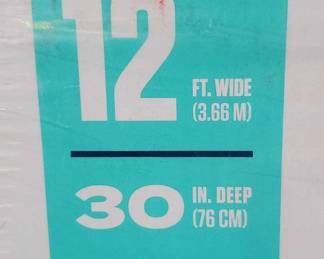 12 FT. WIDE
(3.66 M)
30 IN. DEEP
(76 CM)